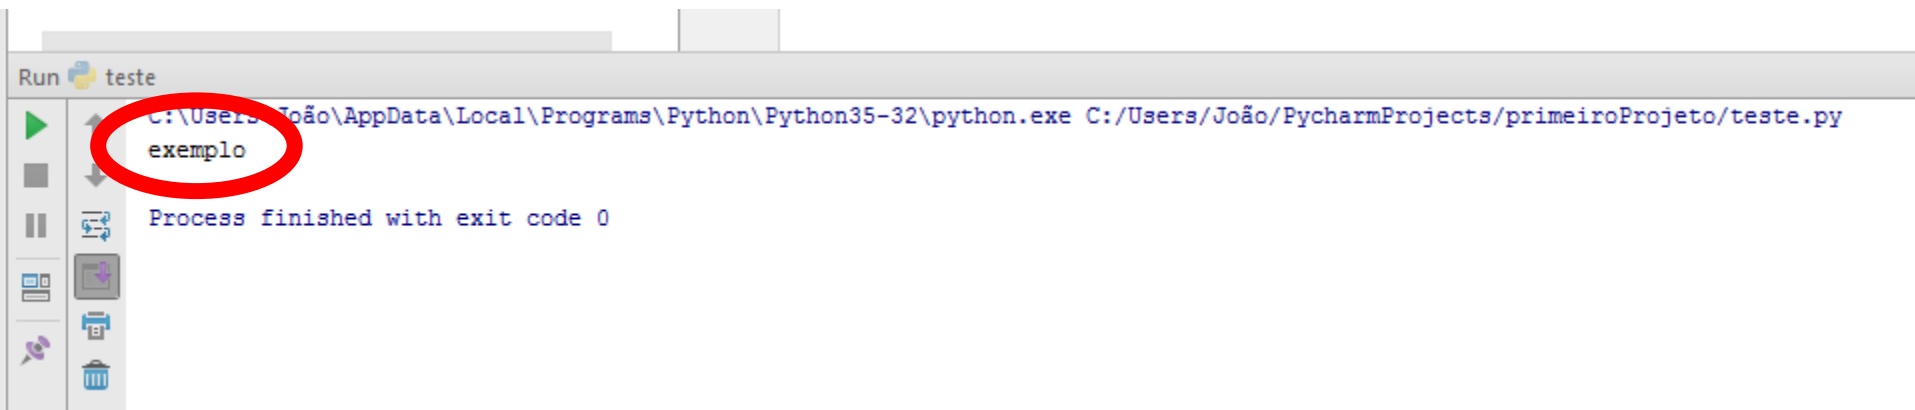 Run teste
C:\Users\João\AppData\Local\Programs\Python\Python35-32\python.exe C:/Users/João/PycharmProjects/primeiroProjeto/teste.py
exemplo
Process finished with exit code 0